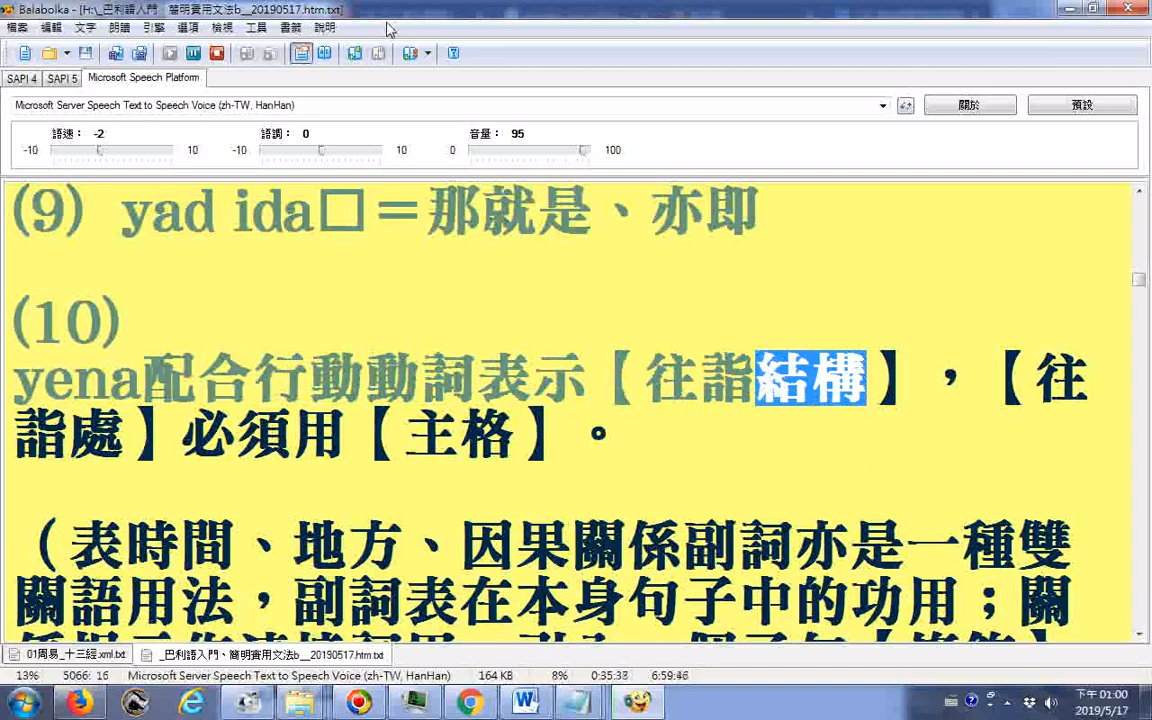 Balabolka - [H:\_巴利語入門﹑簡明實用文法b__20190517.htm.txt]
檔案 編輯 文字 朗讀 引擎 選項 檢視 工具 書籤 說明
SAPI 4 SAPI 5 Microsoft Speech Platform
Microsoft Server Speech Text to Speech Voice (zh-TW, HanHan) 關於 預設
語速： -2 語調： 0 音量： 95
-10 10 -10 10 0 100
(9) yad ida□＝那就是、亦即
(10)
yena配合行動動詞表示【往詣結構】，【往
詣處】必須用【主格】。
（表時間、地方、因果關係副詞亦是一種雙
關語用法，副詞表在本身句子中的功用；關
01周易_十三經.xml.txt _巴利語入門﹑簡明實用文法b__20190517.htm.txt
13% 5066: 16 Microsoft Server Speech Text to Speech Voice (zh-TW, HanHan) 164 KB 8% 0:35:38 6:59:46
下午 01:00
2019/5/17